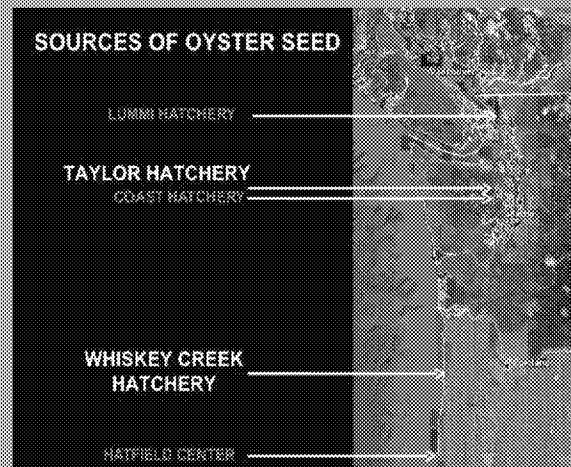 SOURCES OF OYSTER SEED
LUMMI HATCHERY
TAYLOR HATCHERY
COAST HATCHERY
WHISKEY CREEK
HATCHERY
HATFIELD CENTER